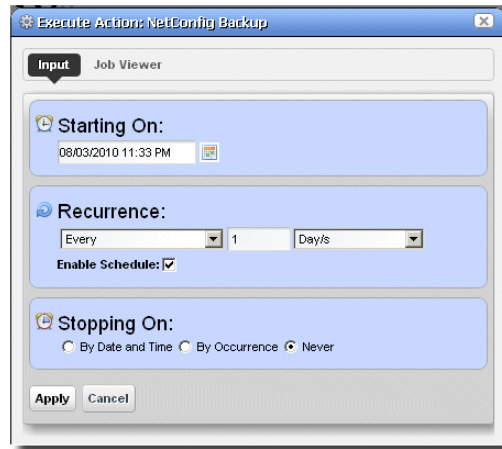 Execute Action: NetConfig Backup
Input Job Viewer
Starting On:
08/03/2010 11:33 PM
Recurrence:
Every 1 Day/s
Enable Schedule:
Stopping On:
By Date and Time By Occurrence Never
Apply Cancel